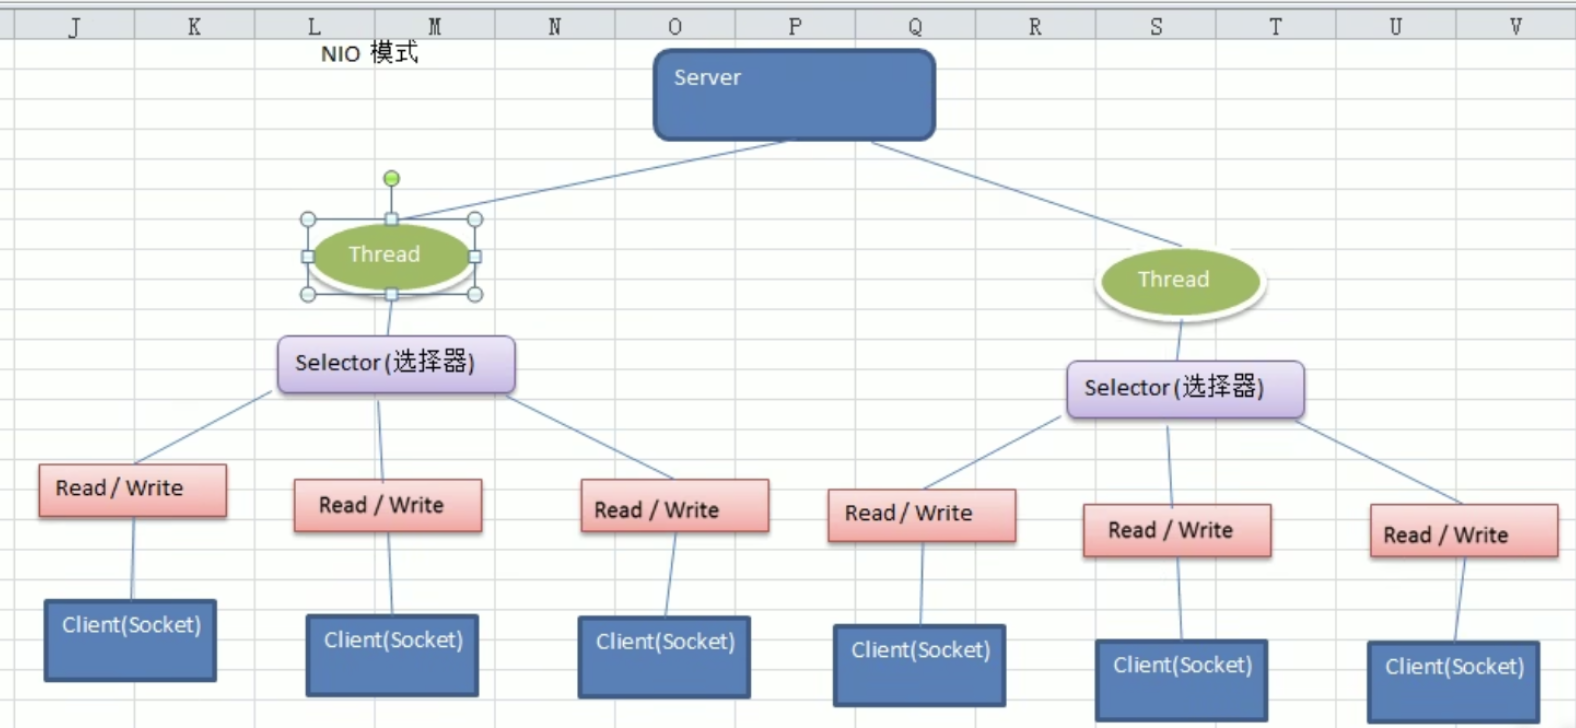 J K L M N O P Q R S T U V
NIO 模式
Server
Thread
Thread
Selector(选择器)
Selector(选择器)
Read / Write
Read / Write
Read / Write
Read / Write
Read / Write
Read / Write
Client(Socket)
Client(Socket)
Client(Socket)
Client(Socket)
Client(Socket)
Client(Socket)